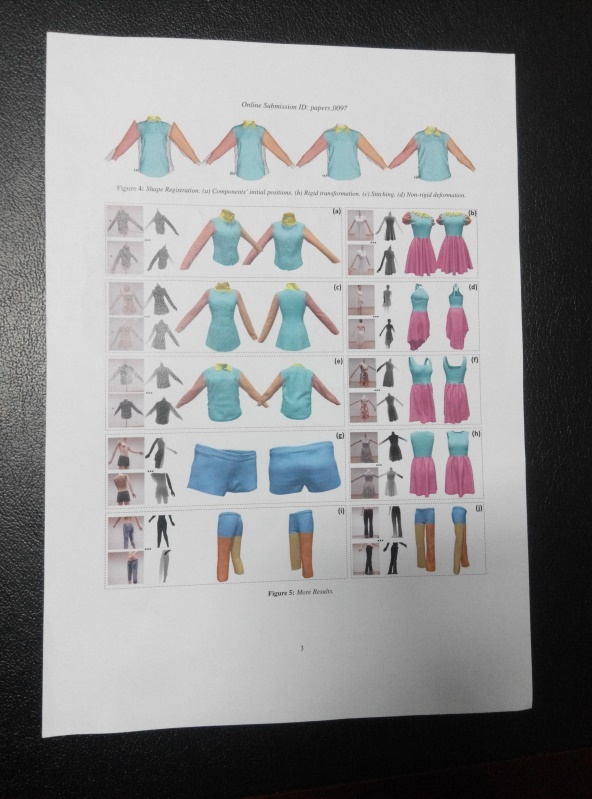 Online Submission ID: papers_0097
(a) (b) (c) (d)
Figure 4: Shape Registration. (a) Components' initial positions. (b) Rigid transformation. (c) Stitching. (d) Non-rigid deformation.
(a) (b)
(c) (d)
(e) (f)
(g) (h)
(i) (j)
Figure 5: More Results.
3